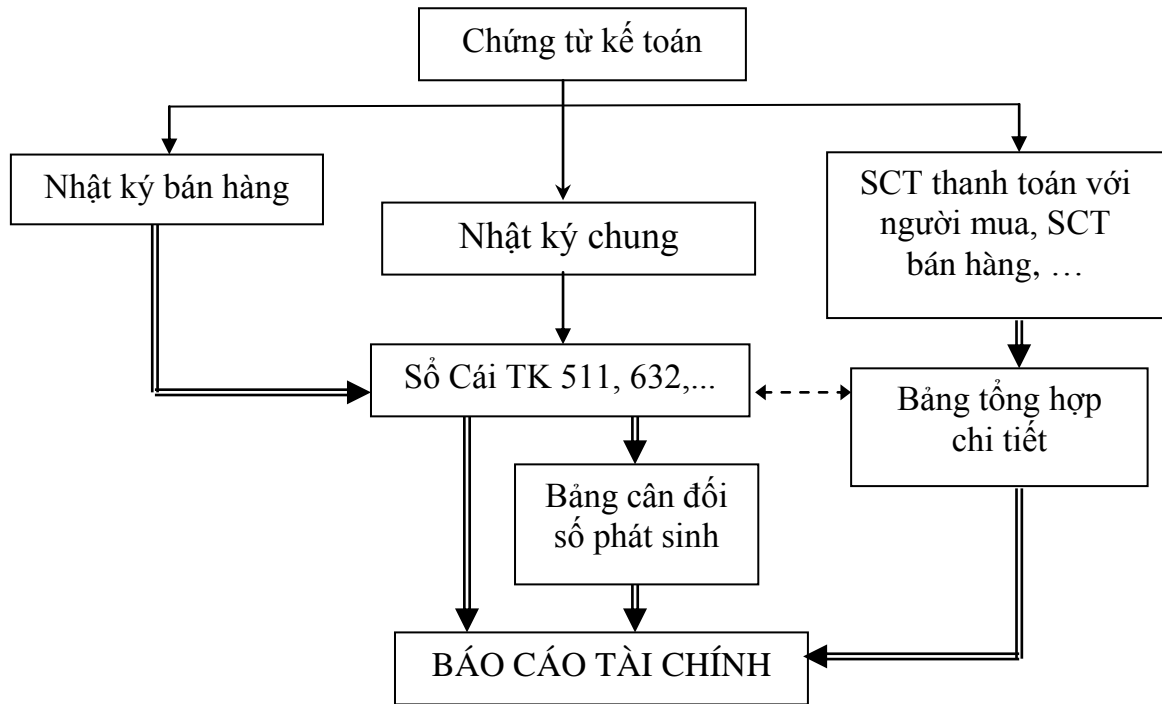 Chứng từ kế toán
Nhật ký bán hàng
Nhật ký chung
SCT thanh toán với
người mua, SCT
bán hàng, …
Sổ Cái TK 511, 632,...
Bảng tổng hợp
chi tiết
Bảng cân đối
số phát sinh
BÁO CÁO TÀI CHÍNH